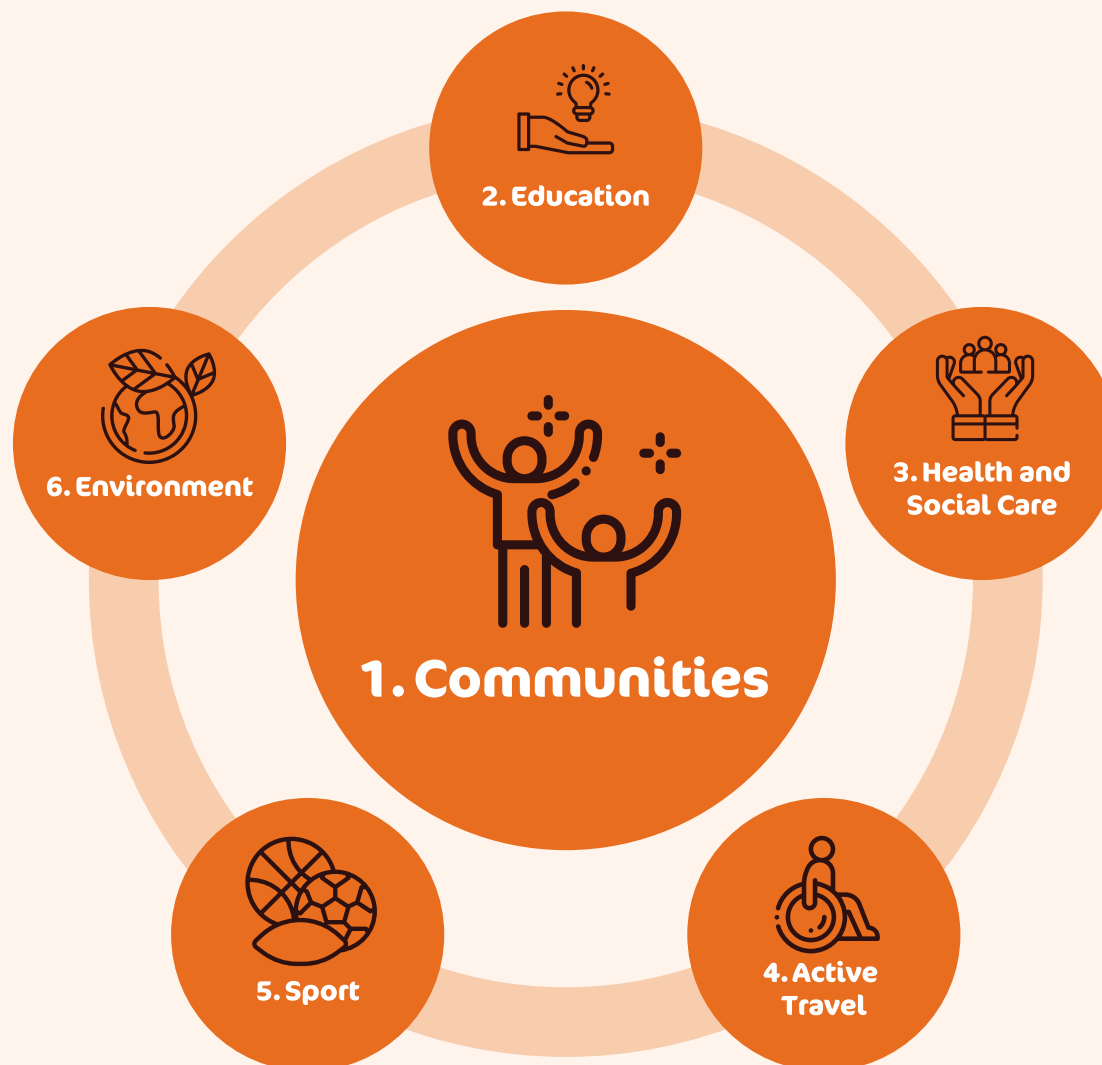 1. Communities
2. Education
3. Health and
Social Care
4. Active
Travel
5. Sport
6. Environment